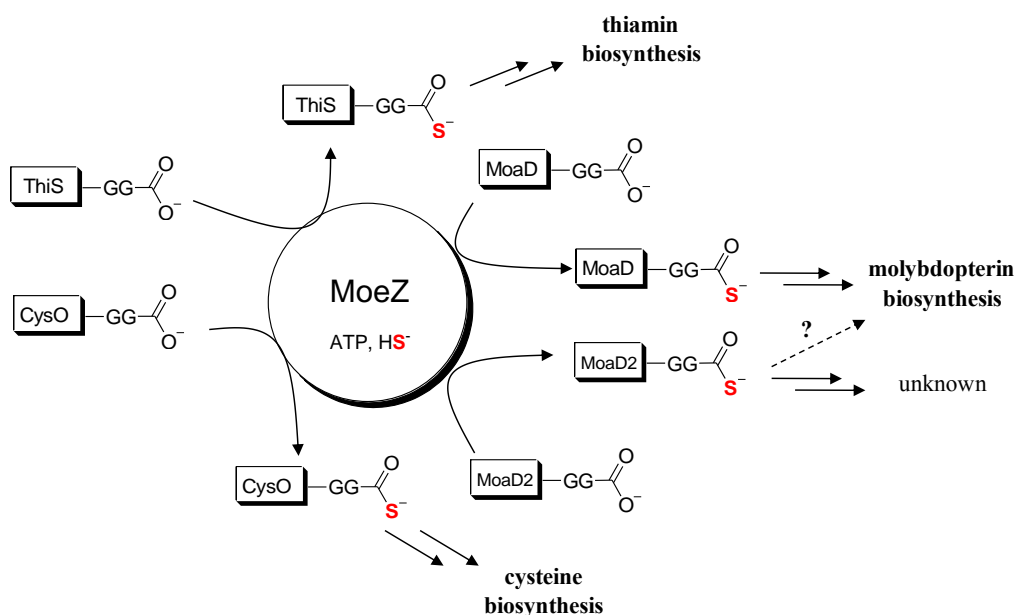 thiamin
biosynthesis
ThiS GG O S⁻
MoaD GG O O⁻
ThiS GG O O⁻
MoaD GG O S⁻
molybdopterin
biosynthesis
MoeZ
ATP, HS⁻
CysO GG O O⁻
?
MoaD2 GG O S⁻
unknown
CysO GG O S⁻
MoaD2 GG O O⁻
cysteine
biosynthesis